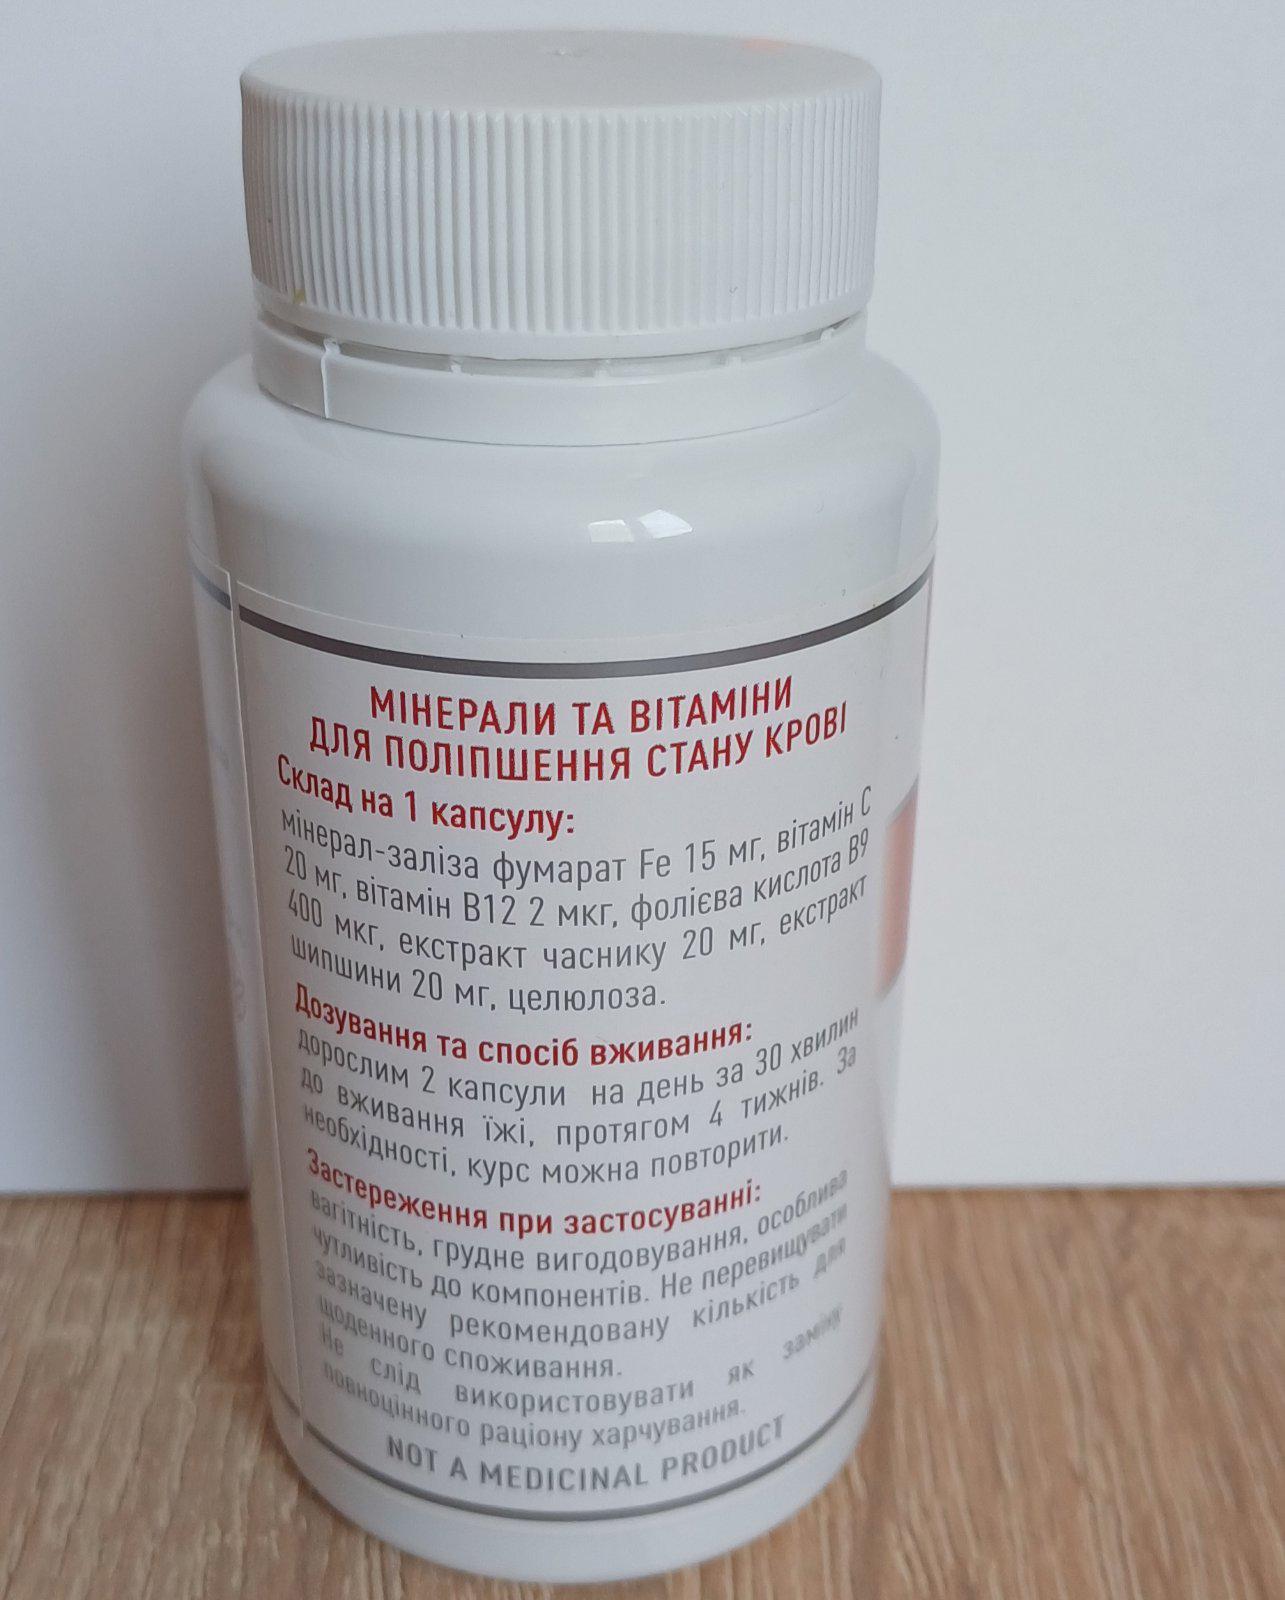 МІНЕРАЛИ ТА ВІТАМІНИ
ДЛЯ ПОЛІПШЕННЯ СТАНУ КРОВІ
Склад на 1 капсулу:
мінерал-заліза фумарат Fe 15 мг, вітамін С
20 мг, вітамін В12 2 мкг, фолієва кислота В9
400 мкг, екстракт часнику 20 мг, екстракт
шипшини 20 мг, целюлоза.
Дозування та спосіб вживання:
дорослим 2 капсули на день за 30 хвилин
до вживання їжі, протягом 4 тижнів. За
необхідності, курс можна повторити.
Застереження при застосуванні:
вагітність, грудне вигодовування, особлива
чутливість до компонентів. Не перевищувати
зазначену рекомендовану кількість для
щоденного споживання.
Не слід використовувати як заміну
повноцінного раціону харчування.
NOT A MEDICINAL PRODUCT